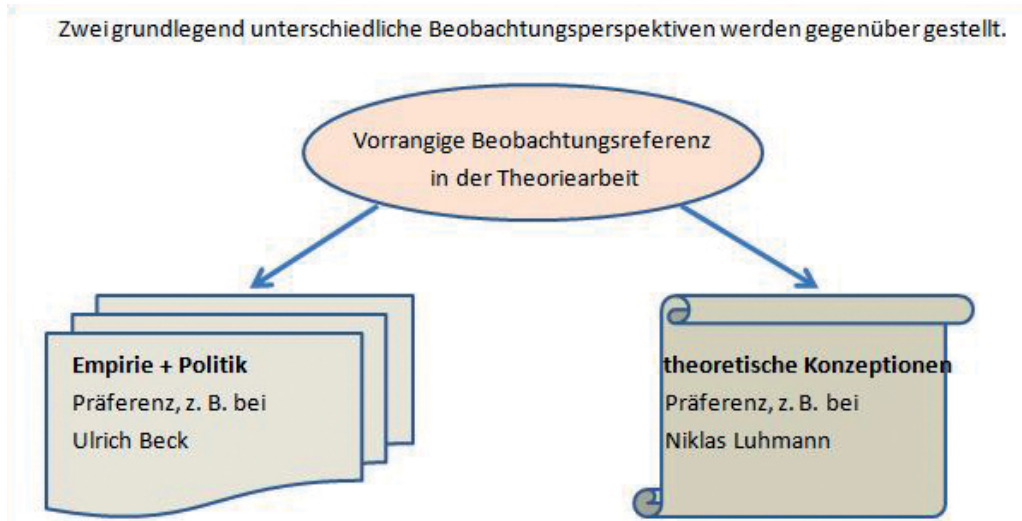 Zwei grundlegend unterschiedliche Beobachtungsperspektiven werden gegenüber gestellt.
Vorrangige Beobachtungsreferenz
in der Theoriearbeit
Empirie + Politik
Präferenz, z. B. bei
Ulrich Beck
theoretische Konzeptionen
Präferenz, z. B. bei
Niklas Luhmann